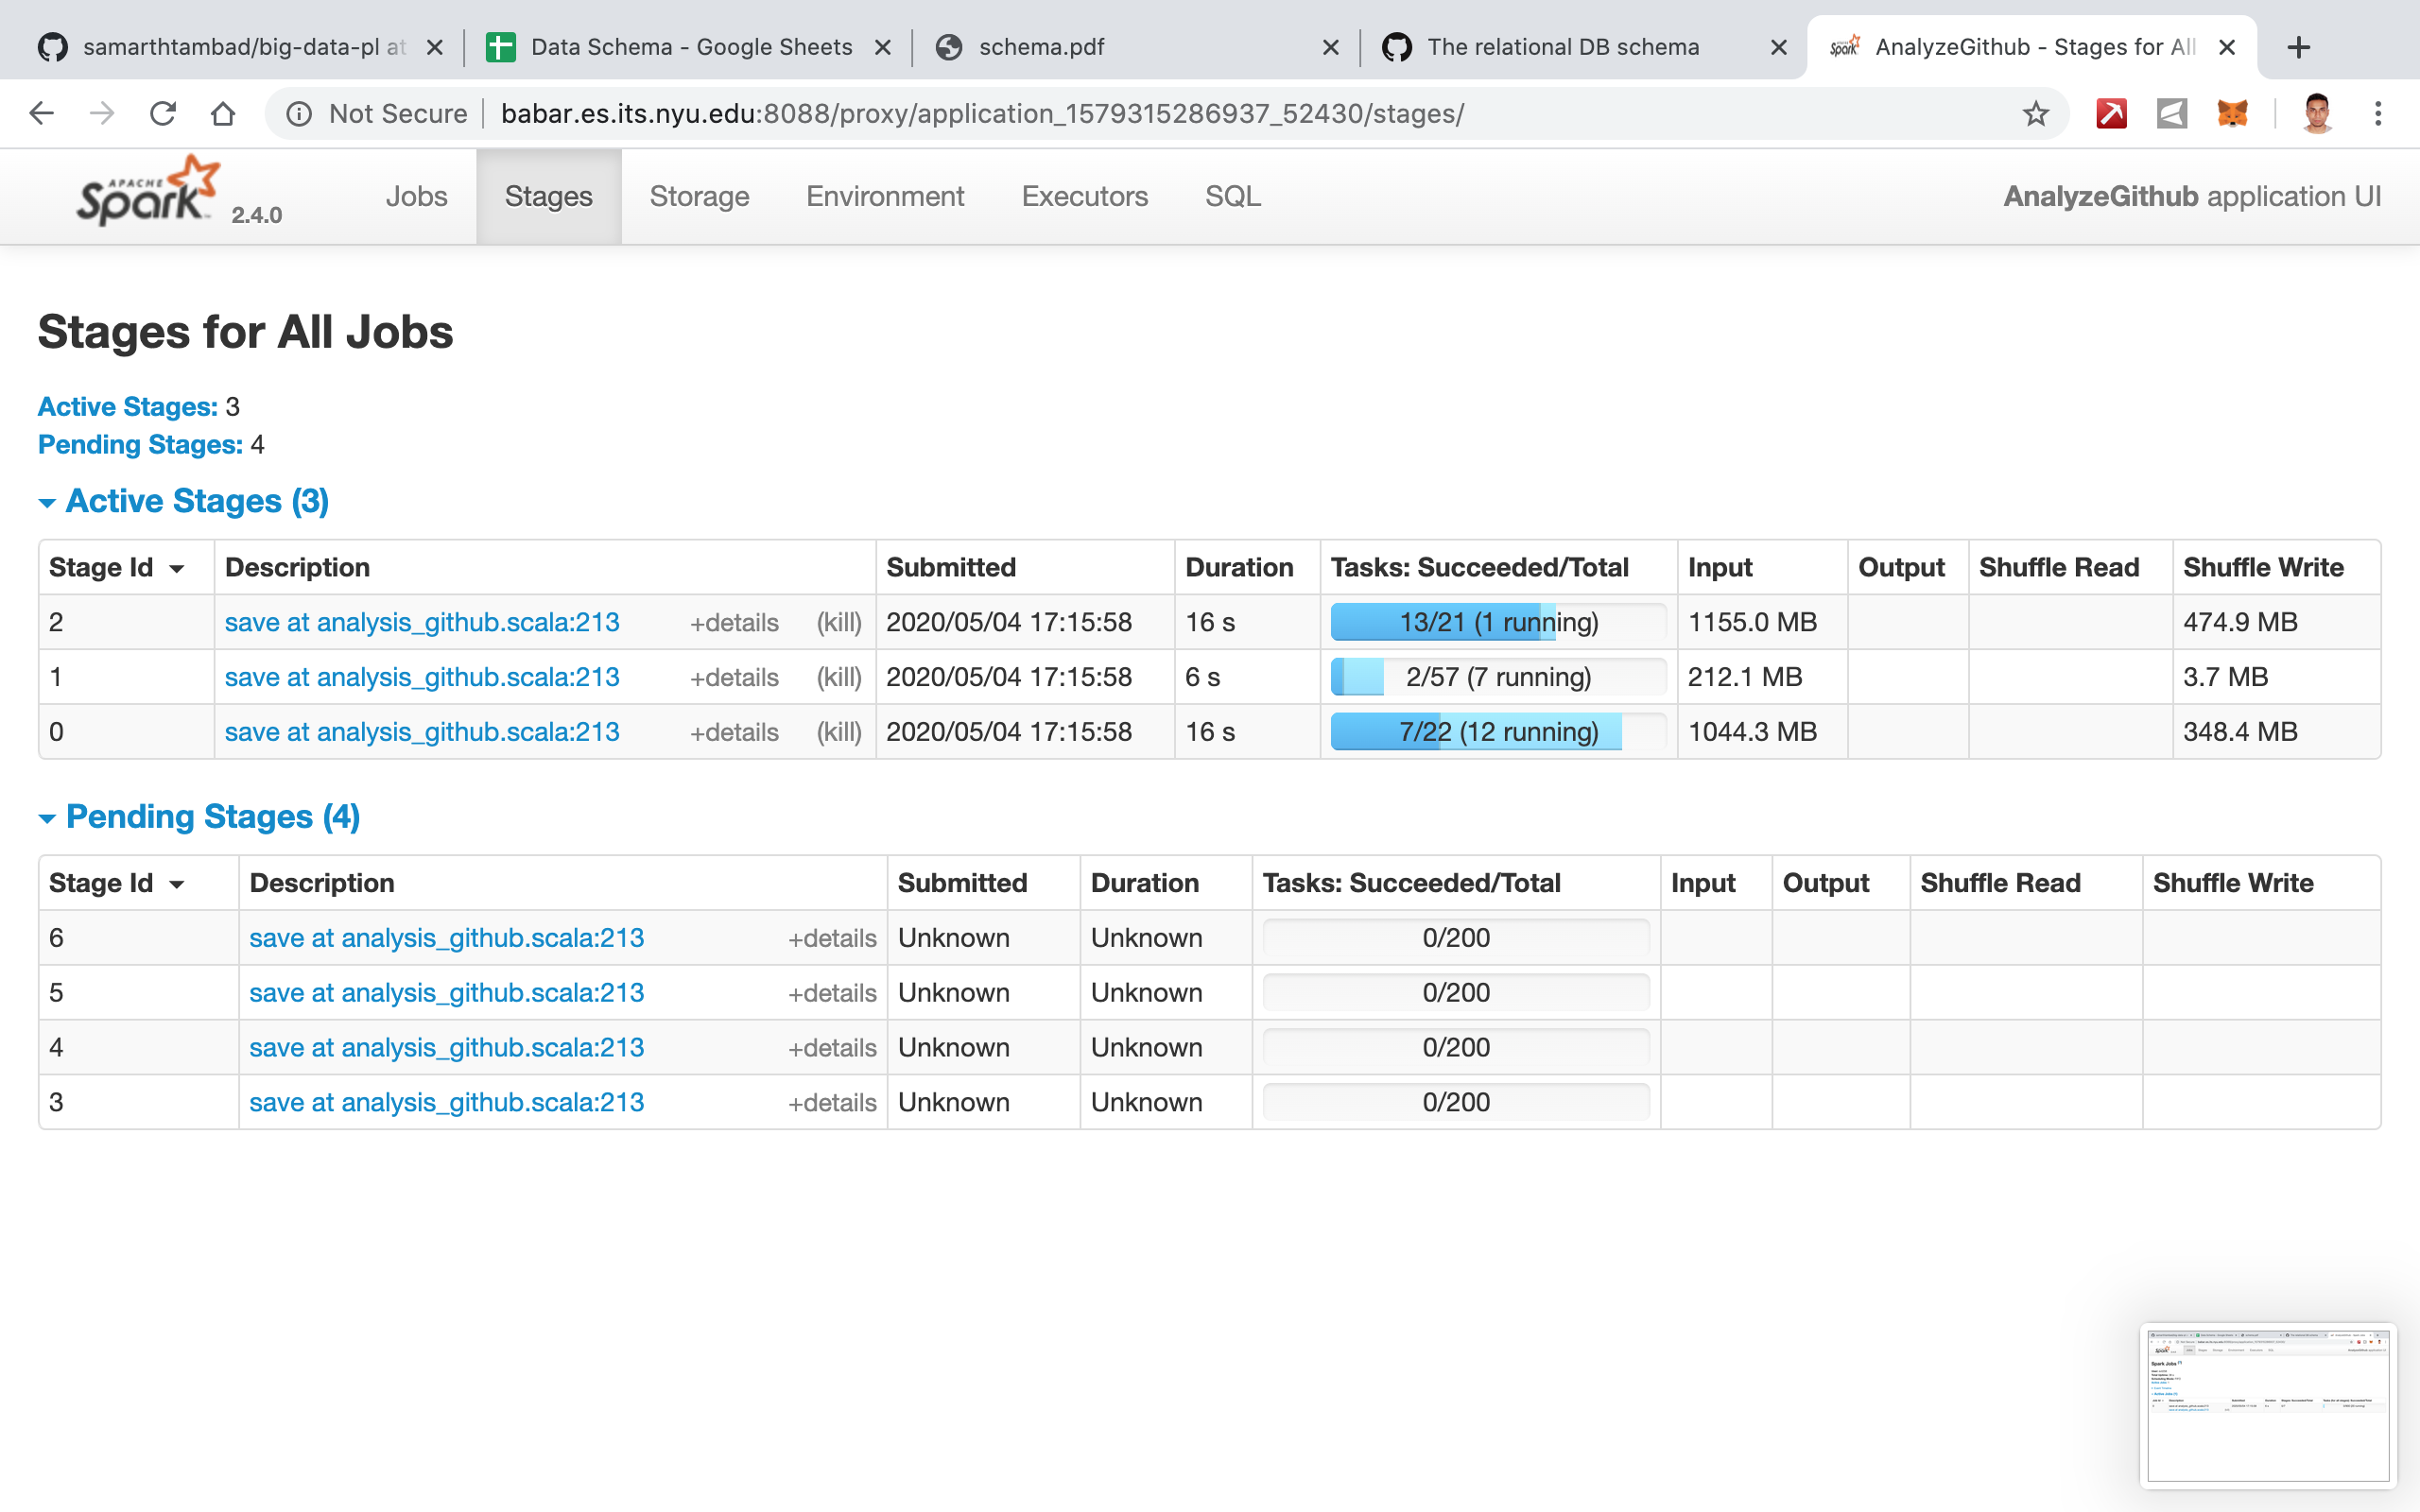 samarthtambad/big-data-pl at
Data Schema - Google Sheets
schema.pdf
The relational DB schema
AnalyzeGithub - Stages for All
Not Secure
babar.es.its.nyu.edu:8088/proxy/application_1579315286937_52430/stages/
APACHE Spark 2.4.0 Jobs Stages Storage Environment Executors SQL AnalyzeGithub application UI
Stages for All Jobs
Active Stages: 3
Pending Stages: 4
Active Stages (3)
Stage Id Description Submitted Duration Tasks: Succeeded/Total Input Output Shuffle Read Shuffle Write
2 save at analysis_github.scala:213 +details (kill) 2020/05/04 17:15:58 16 s 13/21 (1 running) 1155.0 MB 474.9 MB
1 save at analysis_github.scala:213 +details (kill) 2020/05/04 17:15:58 6 s 2/57 (7 running) 212.1 MB 3.7 MB
0 save at analysis_github.scala:213 +details (kill) 2020/05/04 17:15:58 16 s 7/22 (12 running) 1044.3 MB 348.4 MB
Pending Stages (4)
Stage Id Description Submitted Duration Tasks: Succeeded/Total Input Output Shuffle Read Shuffle Write
6 save at analysis_github.scala:213 +details Unknown Unknown 0/200
5 save at analysis_github.scala:213 +details Unknown Unknown 0/200
4 save at analysis_github.scala:213 +details Unknown Unknown 0/200
3 save at analysis_github.scala:213 +details Unknown Unknown 0/200